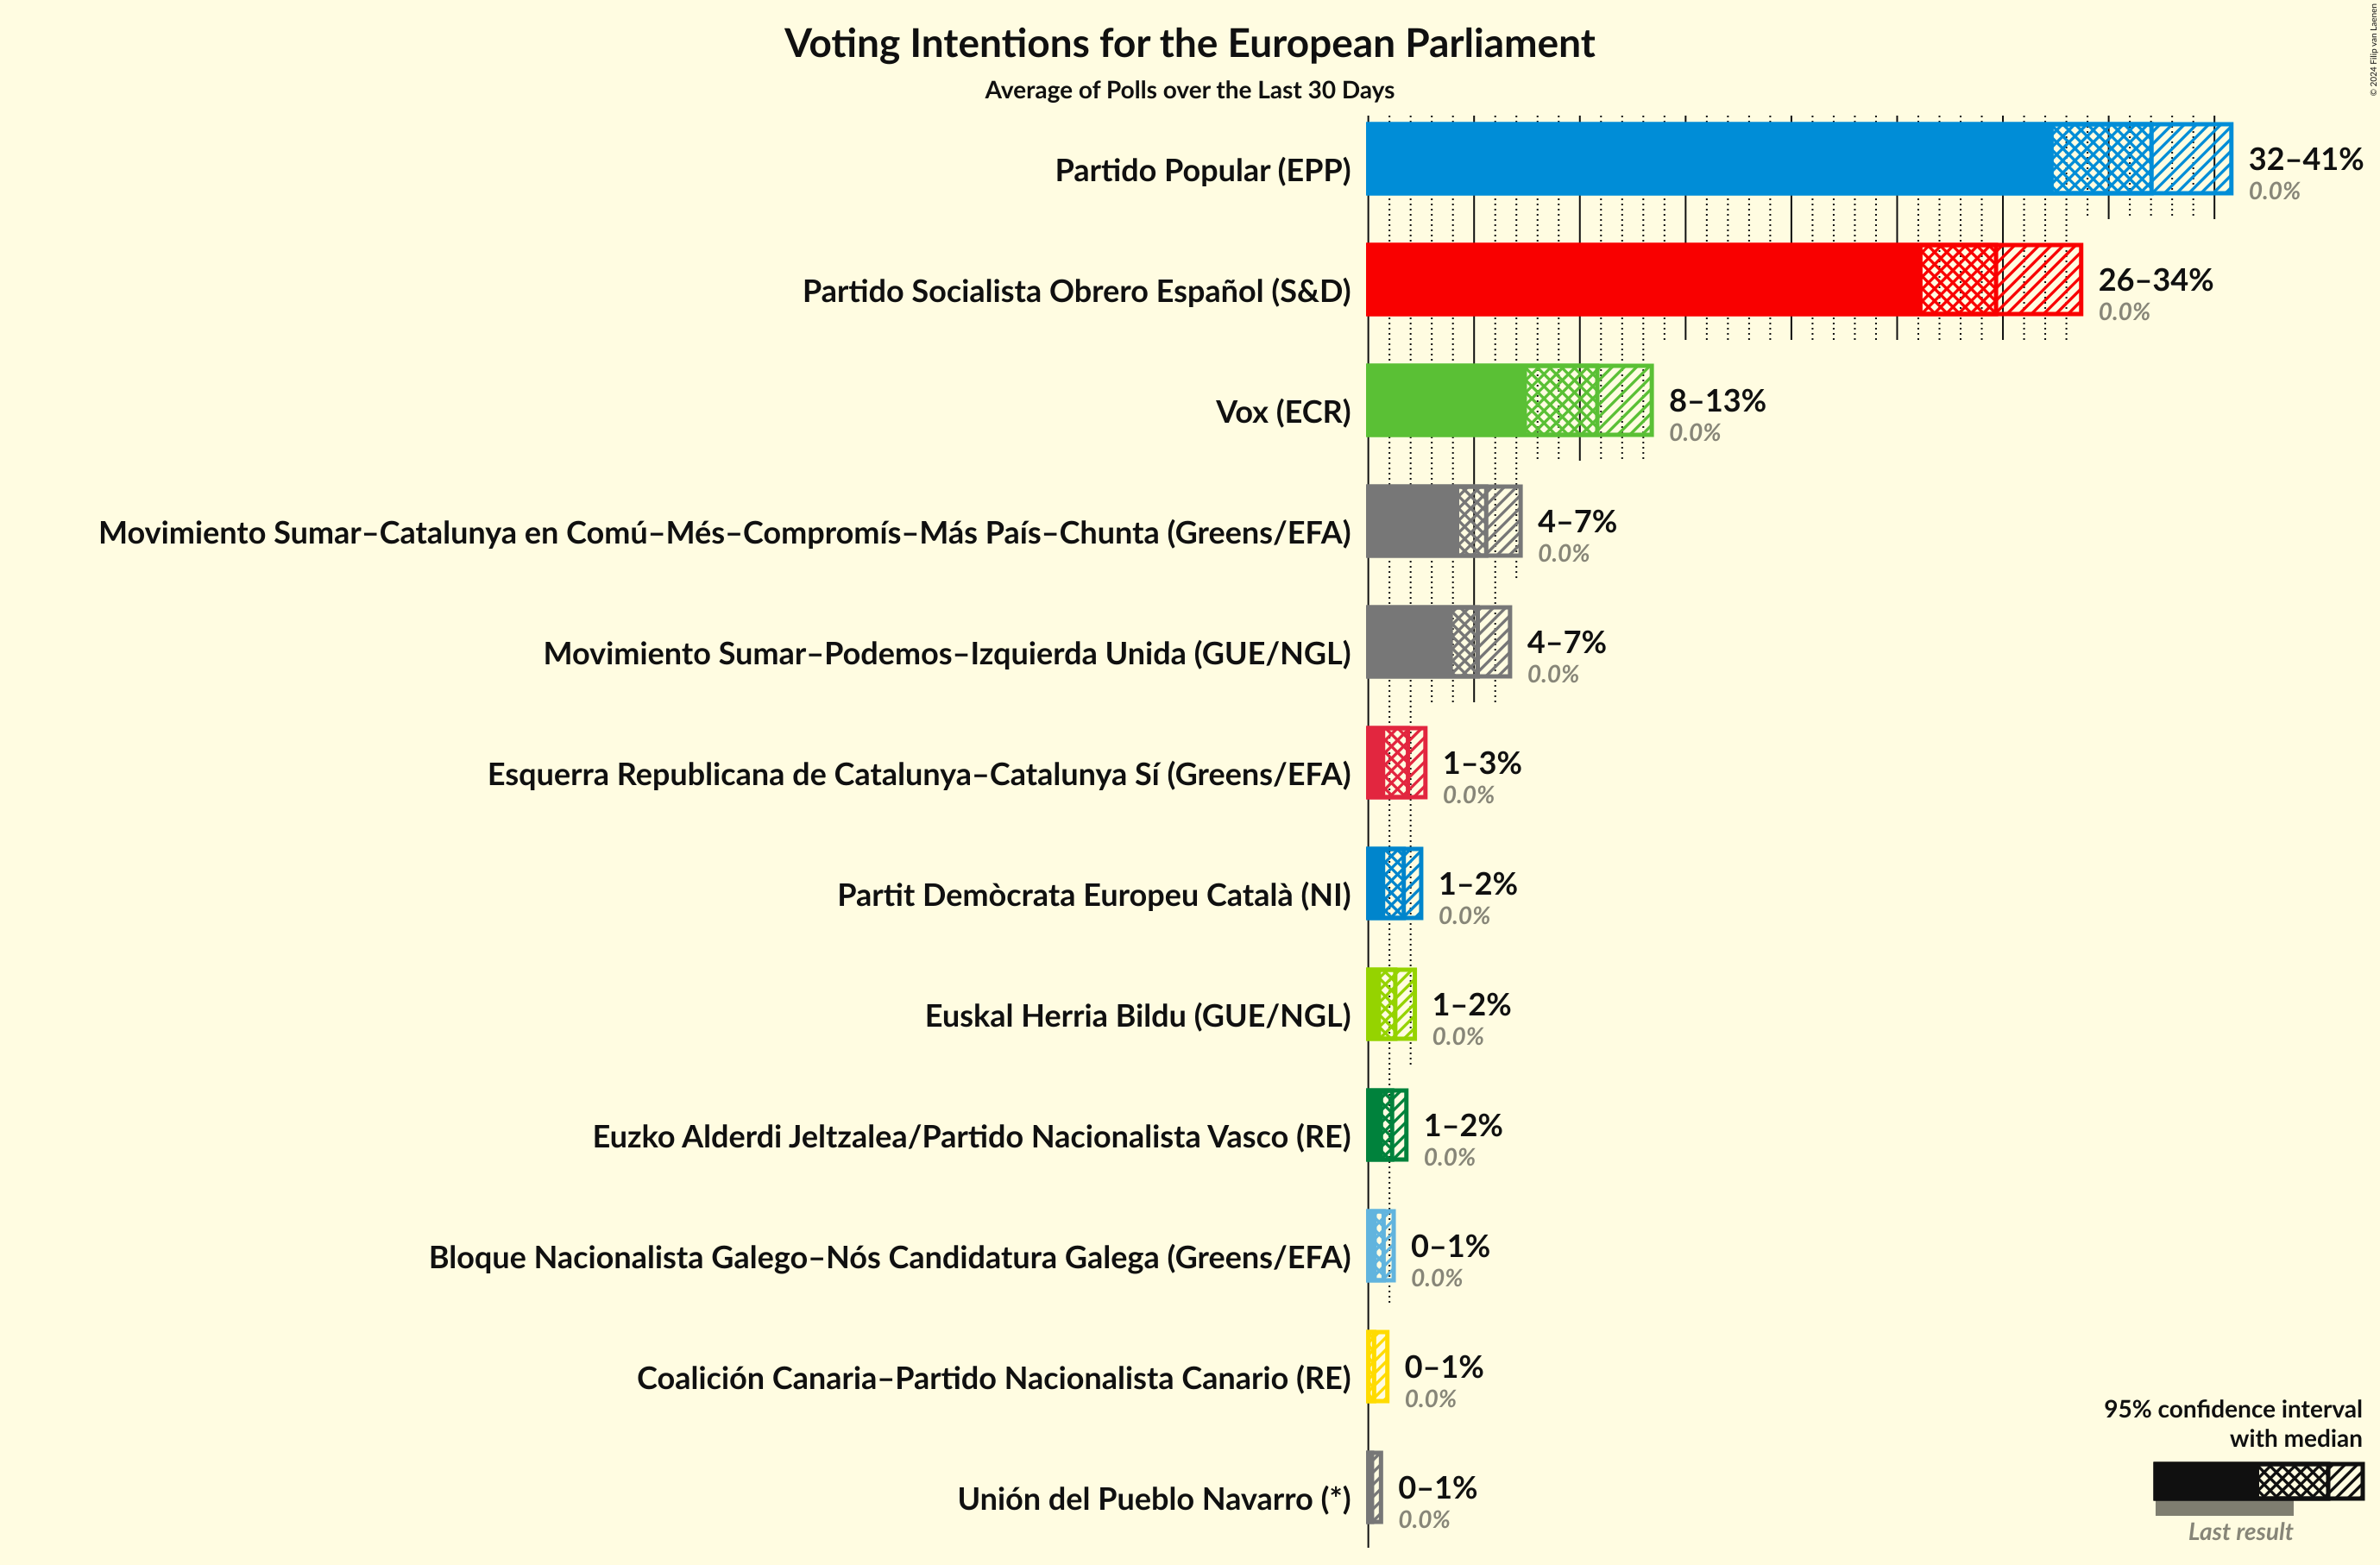 Voting Intentions for the European Parliament
Average of Polls over the Last 30 Days
© 2024 Filip van Laenen
Partido Popular (EPP)
32–41%
0.0%
Partido Socialista Obrero Español (S&D)
26–34%
0.0%
Vox (ECR)
8–13%
0.0%
Movimiento Sumar–Catalunya en Comú–Més–Compromís–Más País–Chunta (Greens/EFA)
4–7%
0.0%
Movimiento Sumar–Podemos–Izquierda Unida (GUE/NGL)
4–7%
0.0%
Esquerra Republicana de Catalunya–Catalunya Sí (Greens/EFA)
1–3%
0.0%
Partit Demòcrata Europeu Català (NI)
1–2%
0.0%
Euskal Herria Bildu (GUE/NGL)
1–2%
0.0%
Euzko Alderdi Jeltzalea/Partido Nacionalista Vasco (RE)
1–2%
0.0%
Bloque Nacionalista Galego–Nós Candidatura Galega (Greens/EFA)
0–1%
0.0%
Coalición Canaria–Partido Nacionalista Canario (RE)
0–1%
0.0%
Unión del Pueblo Navarro (*)
0–1%
0.0%
95% confidence interval
with median
Last result